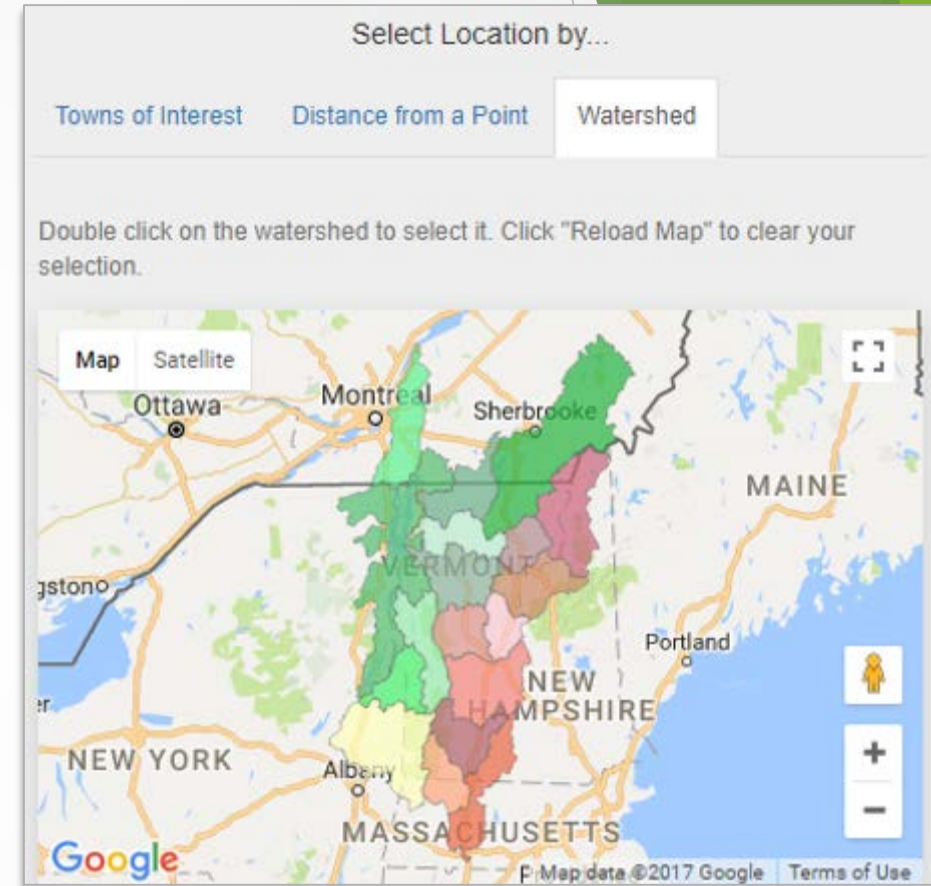 Select Location by...
Towns of Interest Distance from a Point Watershed
Double click on the watershed to select it. Click "Reload Map" to clear your
selection.
Map Satellite
Ottawa
Montreal
Sherbrooke
MAINE
VERMONT
gston
Portland
er
NEW
HAMPSHIRE
NEW YORK
Albany
MASSACHUSETTS
Google
Map data ©2017 Google Terms of Use